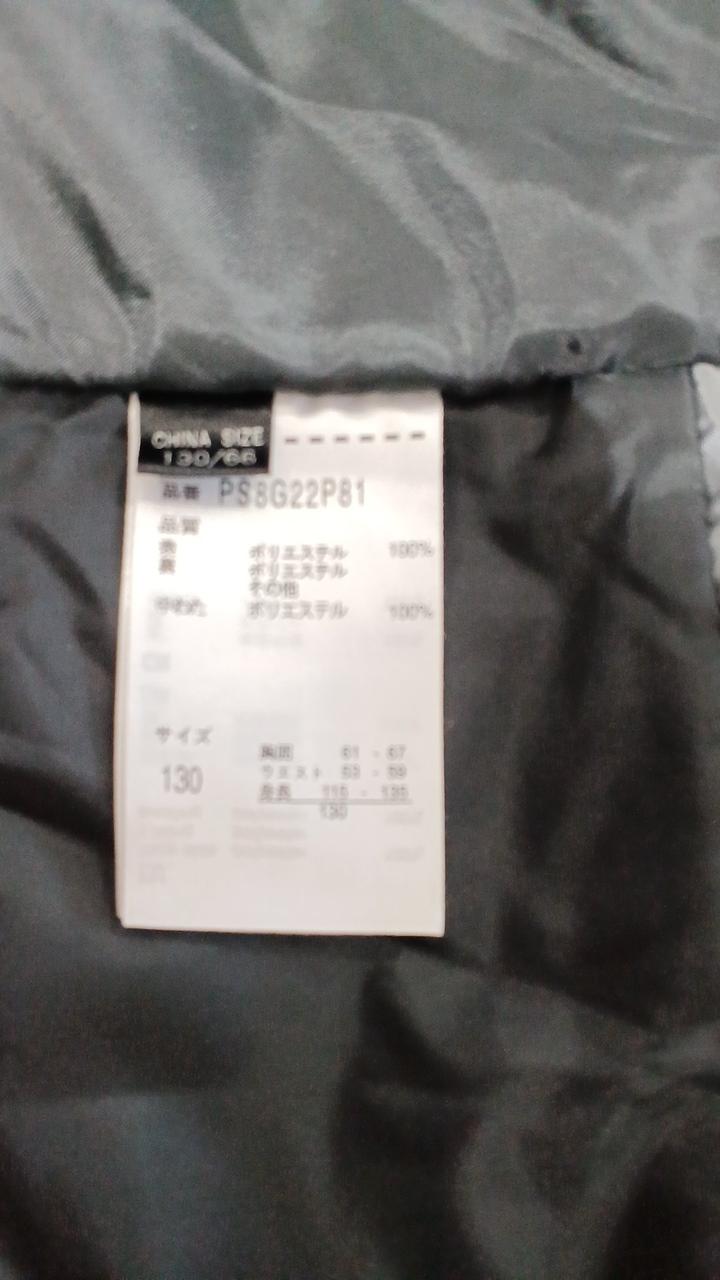 CHINA SIZE
130/66
品番 PS8G22P81
品質
表 ポリエステル 100%
裏 ポリエステル
その他
中わた ポリエステル 100%
サイズ
130
胸囲 61 - 67
ウエスト 53 - 59
身長 115 - 135
130